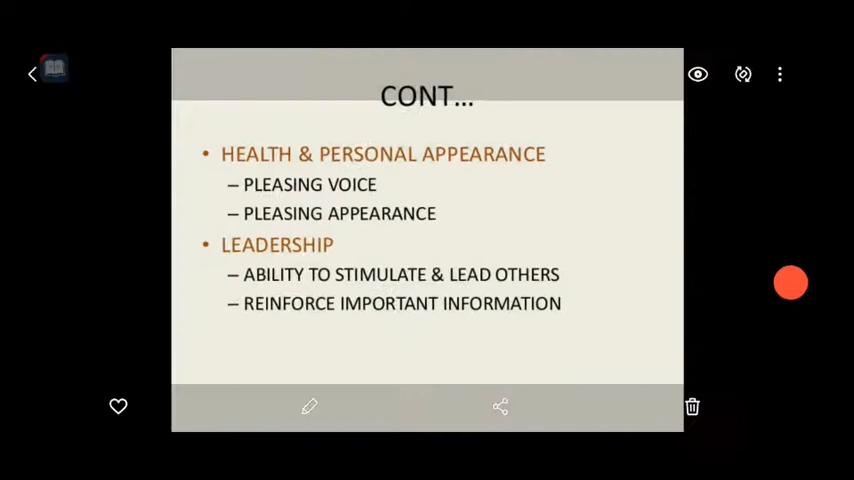 CONT...
• HEALTH & PERSONAL APPEARANCE
– PLEASING VOICE
– PLEASING APPEARANCE
• LEADERSHIP
– ABILITY TO STIMULATE & LEAD OTHERS
– REINFORCE IMPORTANT INFORMATION